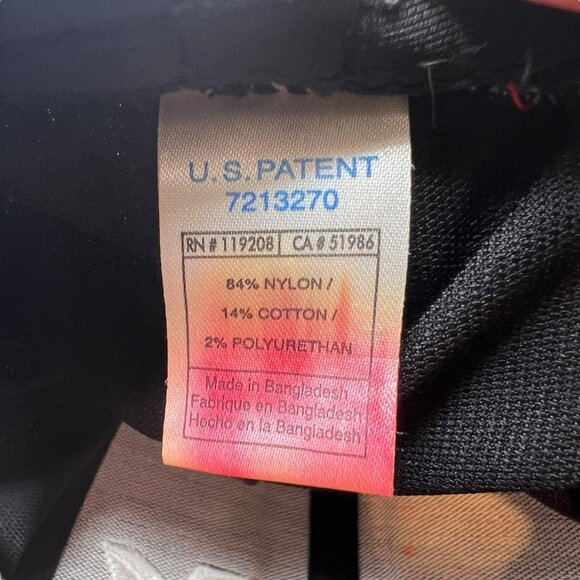 U.S. PATENT
7213270
RN # 119208 CA # 51986
84% NYLON /
14% COTTON /
2% POLYURETHAN
Made in Bangladesh
Fabrique en Bangladesh
Hecho en la Bangladesh